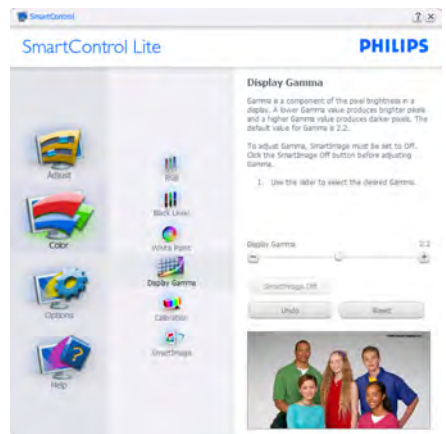 SmartControl
? ×
SmartControl Lite
PHILIPS
Adjust
Color
Options
Help
RGB
Black Level
White Point
Display Gamma
Calibration
SmartImage
Display Gamma
Gamma is a component of the pixel brightness in a
display. A lower Gamma value produces brighter pixels
and a higher Gamma value produces darker pixels. The
default value for Gamma is 2.2.
To adjust Gamma, SmartImage must be set to Off.
Click the SmartImage Off button before adjusting
Gamma.
1. Use the slider to select the desired Gamma.
Display Gamma 2.2
SmartImage Off
Undo Reset